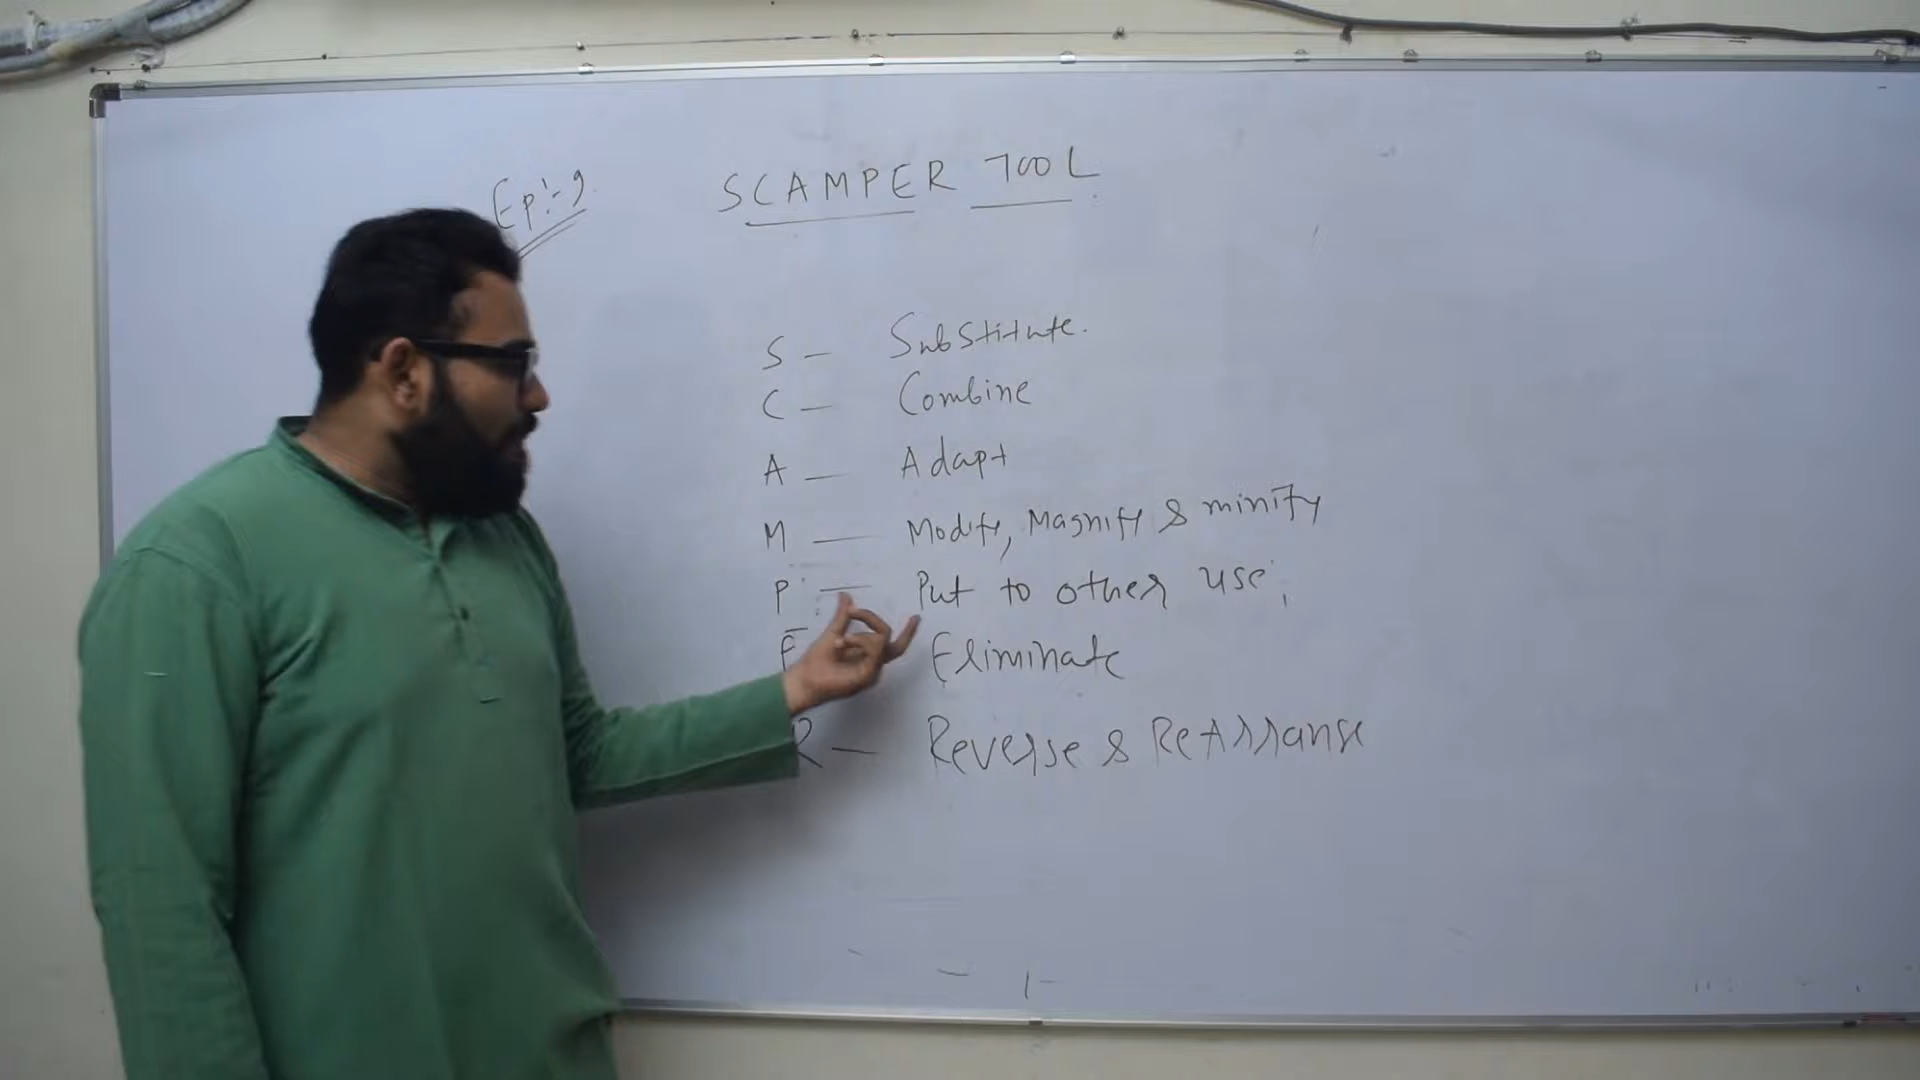 Ep:-9
SCAMPER TOOL
S - Substitute.
C - Combine
A - Adapt
M - Modify, Magnify & minify
P - Put to other use,
E Eliminate
R - Reverse & ReArrange